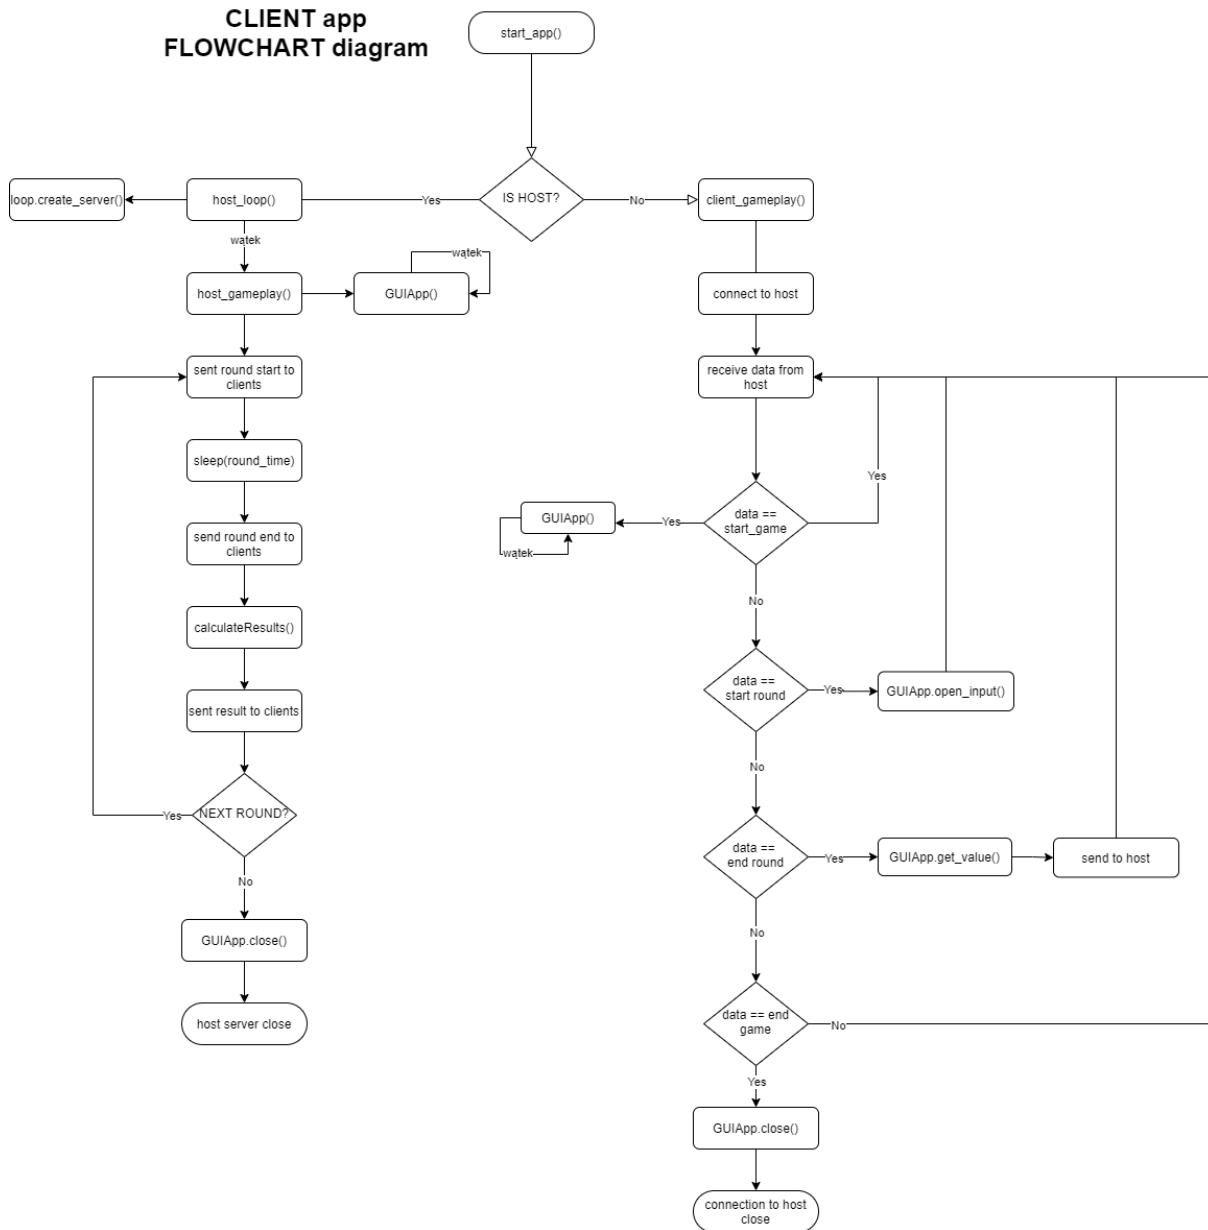 CLIENT app
FLOWCHART diagram
start_app()
IS HOST?
Yes
No
host_loop()
loop.create_server()
wątek
host_gameplay()
GUIApp()
wątek
sent round start to
clients
sleep(round_time)
send round end to
clients
calculateResults()
sent result to clients
NEXT ROUND?
Yes
No
GUIApp.close()
host server close
client_gameplay()
connect to host
receive data from
host
data ==
start_game
Yes
Yes
GUIApp()
wątek
No
data ==
start round
Yes
GUIApp.open_input()
No
data ==
end round
Yes
GUIApp.get_value()
send to host
No
data == end
game
No
Yes
GUIApp.close()
connection to host
close